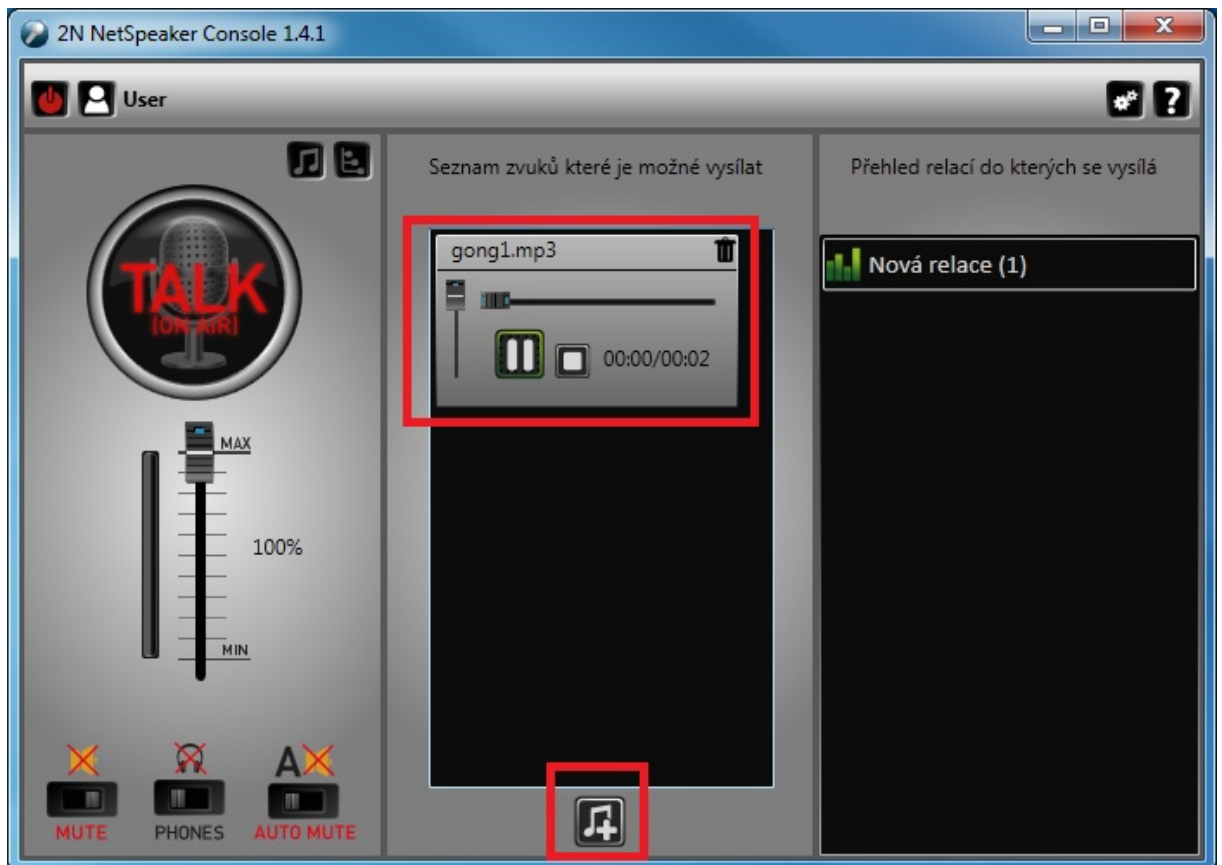 2N NetSpeaker Console 1.4.1
User
?
Seznam zvuků které je možné vysílat
Přehled relací do kterých se vysílá
gong1.mp3
Nová relace (1)
TALK
(ON AIR)
00:00/00:02
MAX
100%
MIN
A
MUTE
PHONES
AUTO MUTE